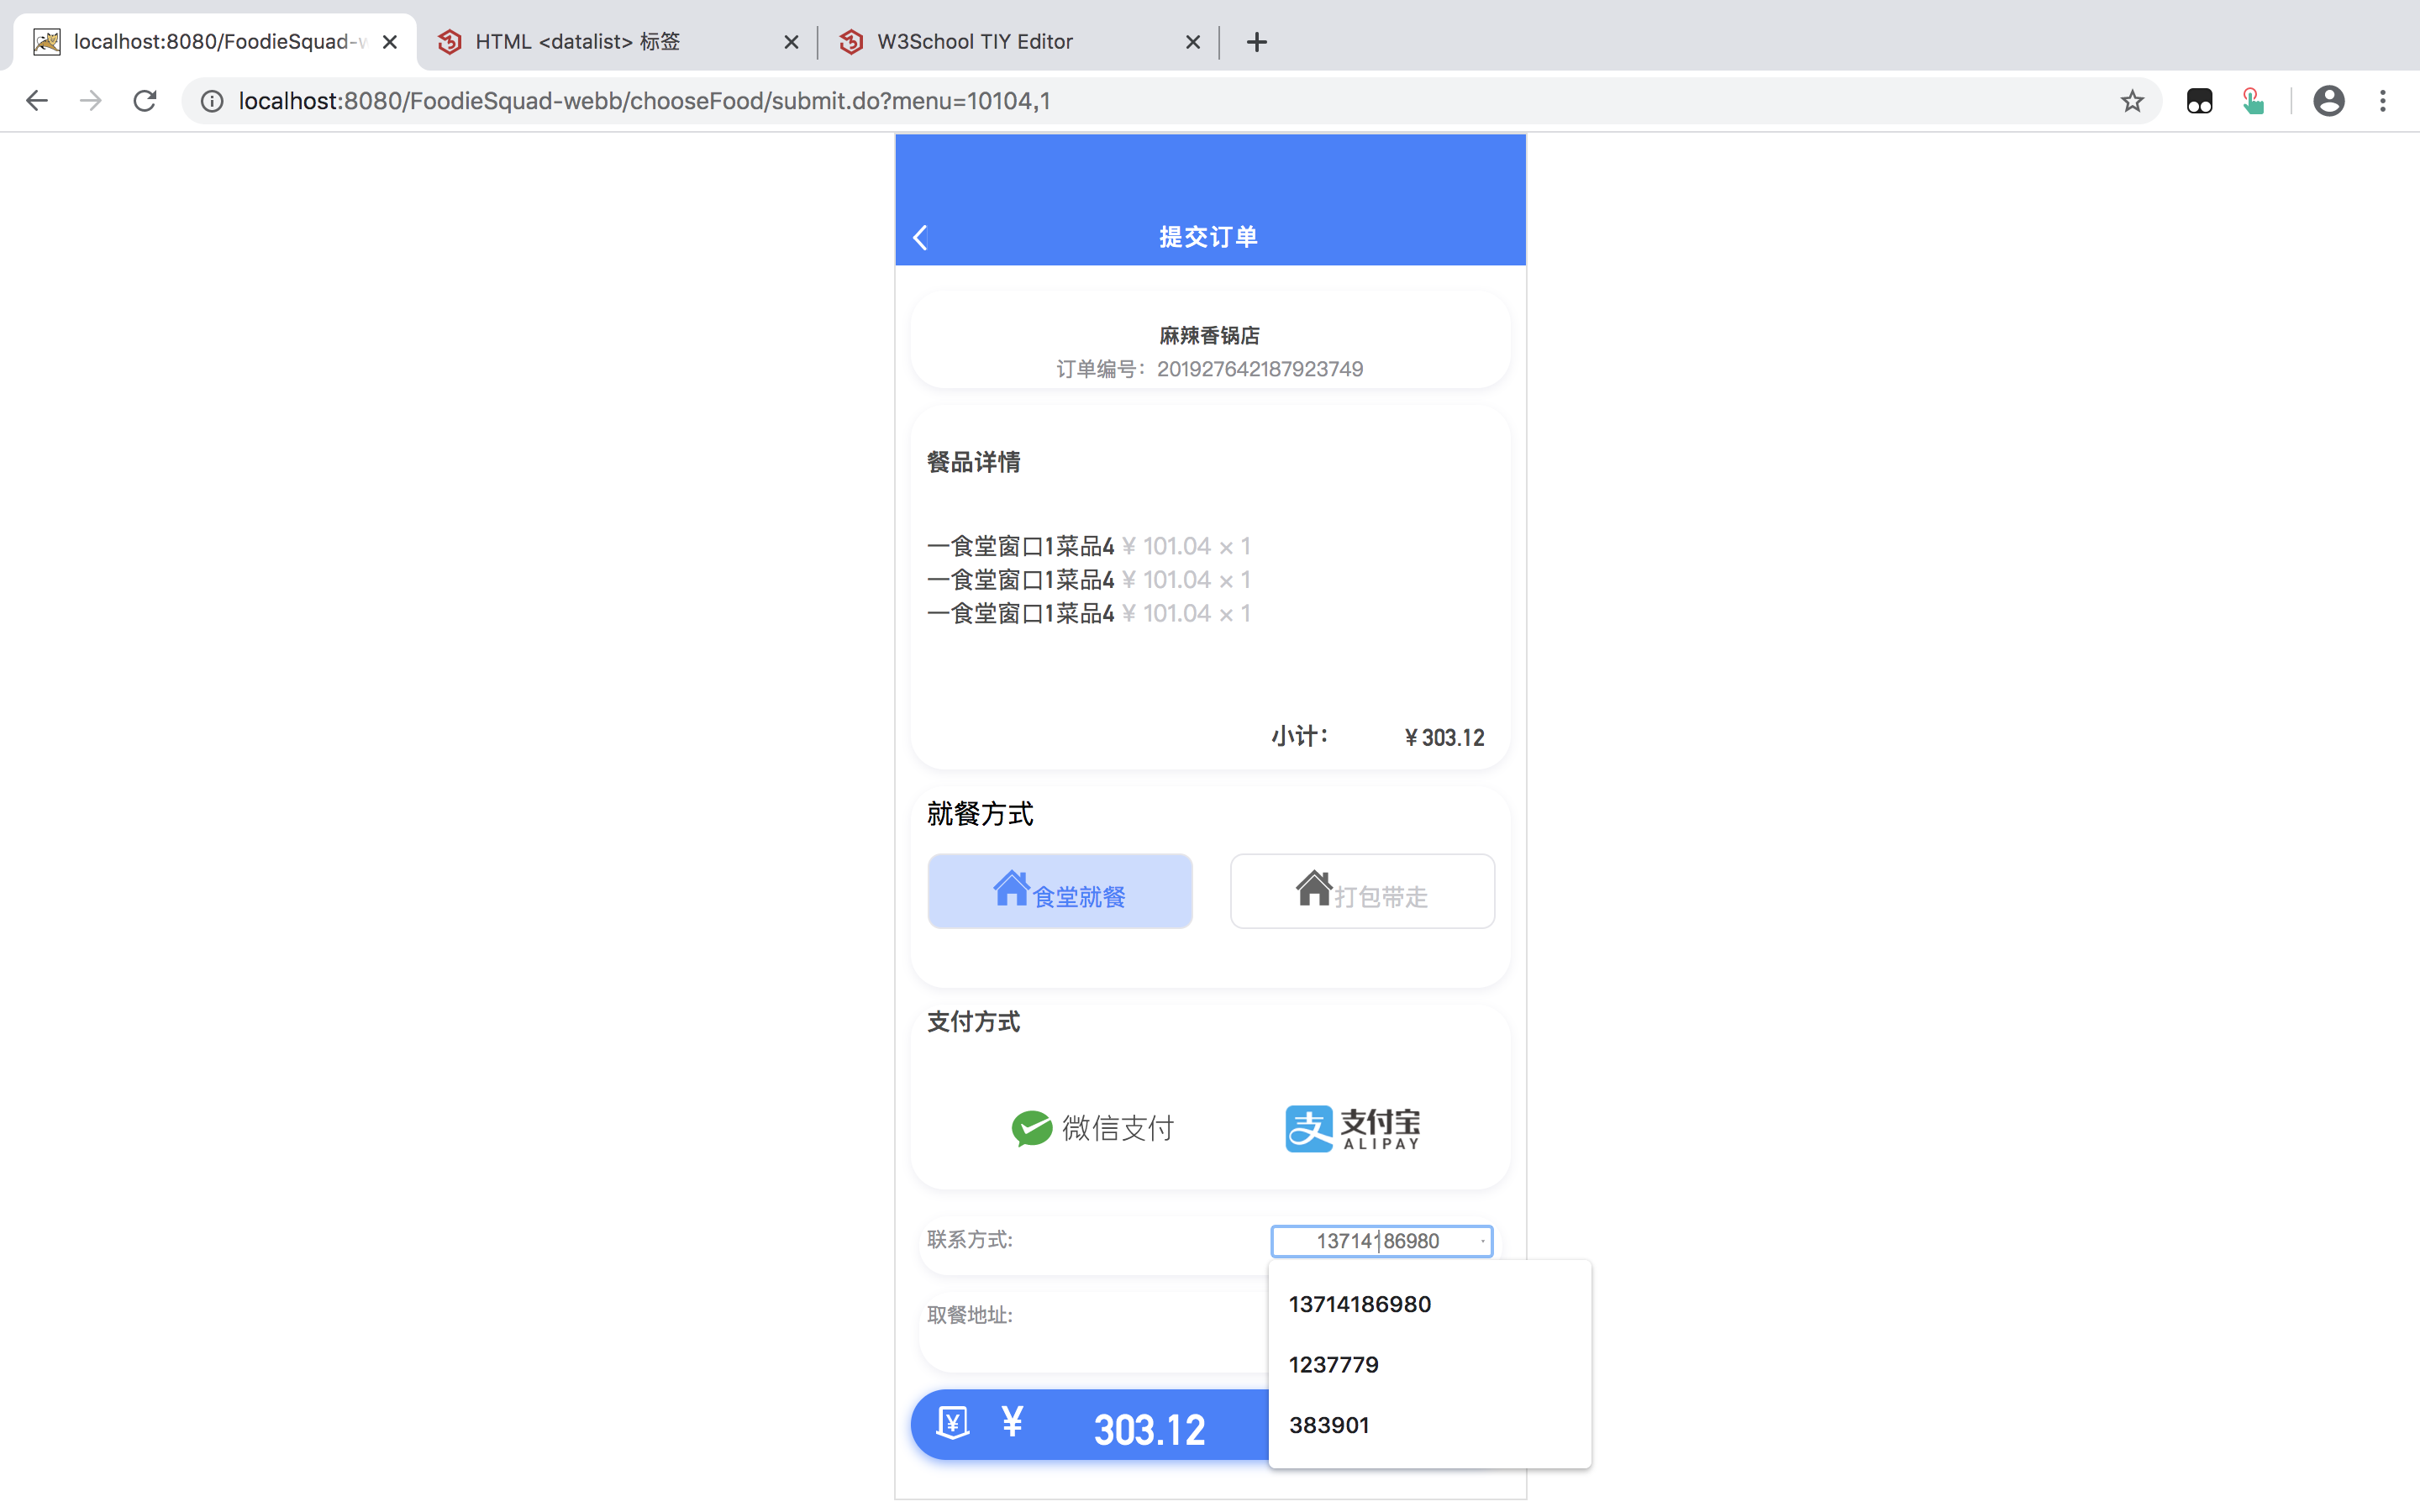 localhost:8080/FoodieSquad-w
HTML <datalist> 标签
W3School TIY Editor
localhost:8080/FoodieSquad-webb/chooseFood/submit.do?menu=10104,1
提交订单
麻辣香锅店
订单编号：201927642187923749
餐品详情
一食堂窗口1菜品4 ¥ 101.04 × 1
一食堂窗口1菜品4 ¥ 101.04 × 1
一食堂窗口1菜品4 ¥ 101.04 × 1
小计： ¥ 303.12
就餐方式
食堂就餐
打包带走
支付方式
微信支付
支 支付宝
ALIPAY
联系方式: 13714186980
13714186980
取餐地址:
1237779
¥ ¥ 303.12
383901